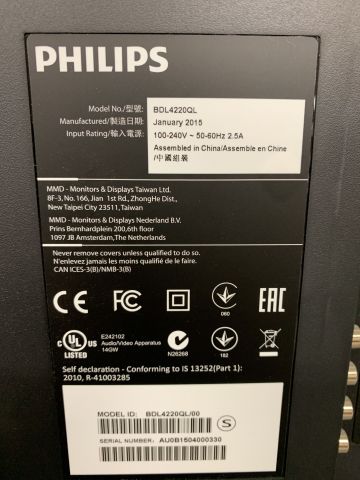 PHILIPS
Model No./型號: BDL4220QL
Manufactured/製造日期: January 2015
Input Rating/輸入電源: 100-240V ~ 50-60Hz 2.5A
Assembled in China/Assemble en Chine
/中國組裝
MMD - Monitors & Displays Taiwan Ltd.
8F-3, No.166, Jian 1st Rd., ZhongHe Dist.,
New Taipei City 23511, Taiwan
MMD - Monitors & Displays Nederland B.V.
Prins Bernhardplein 200,6th floor
1097 JB Amsterdam,The Netherlands
Never remove covers unless qualified to do so.
N'enlevez jamais les couvercle à moins que qualifié de le faire.
CAN ICES-3(B)/NMB-3(B)
CE FC 060 EAC
c UL US LISTED
E242102
Audio/Video Apparatus
14GW
N26268
182
Self declaration - Conforming to IS 13252(Part 1):
2010, R-41003285
MODEL ID: BDL4220QL/00 S
SERIAL NUMBER: AU0B1504000330